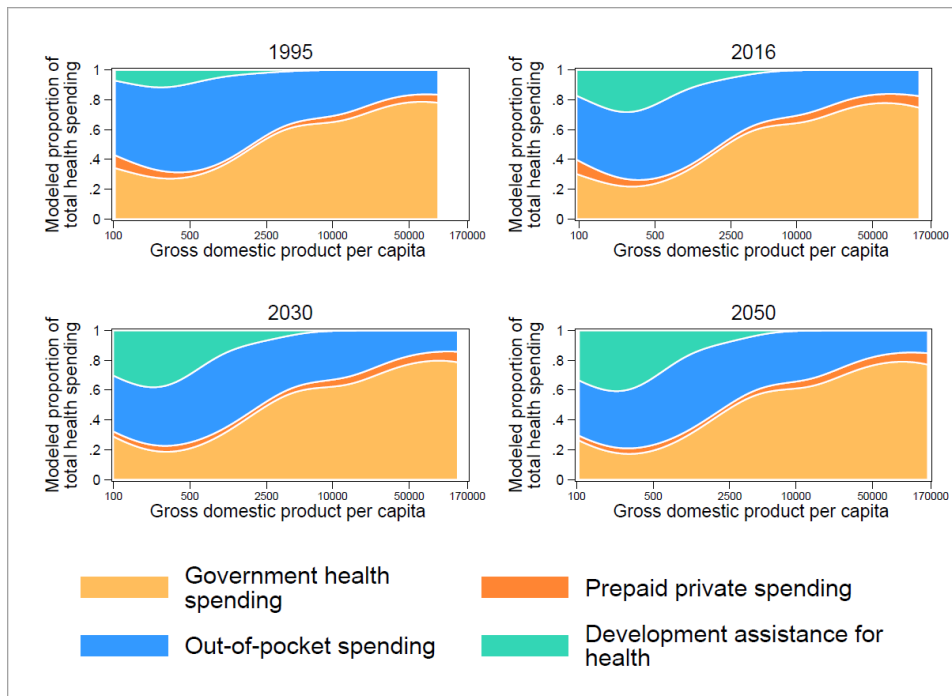 1995
Modeled proportion of
total health spending
1
.8
.6
.4
.2
0
100 500 2500 10000 50000 170000
Gross domestic product per capita
2016
Modeled proportion of
total health spending
1
.8
.6
.4
.2
0
100 500 2500 10000 50000 170000
Gross domestic product per capita
2030
Modeled proportion of
total health spending
1
.8
.6
.4
.2
0
100 500 2500 10000 50000 170000
Gross domestic product per capita
2050
Modeled proportion of
total health spending
1
.8
.6
.4
.2
0
100 500 2500 10000 50000 170000
Gross domestic product per capita
Government health
spending
Prepaid private spending
Out-of-pocket spending
Development assistance for
health